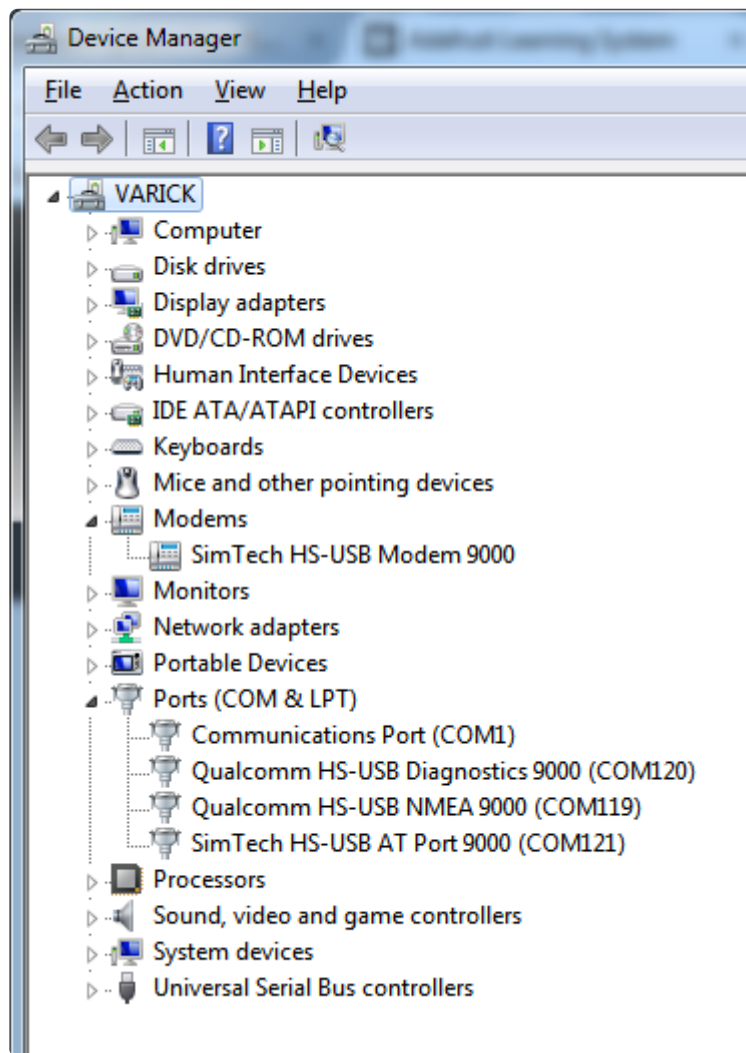 Device Manager
File Action View Help
VARICK
Computer
Disk drives
Display adapters
DVD/CD-ROM drives
Human Interface Devices
IDE ATA/ATAPI controllers
Keyboards
Mice and other pointing devices
Modems
SimTech HS-USB Modem 9000
Monitors
Network adapters
Portable Devices
Ports (COM & LPT)
Communications Port (COM1)
Qualcomm HS-USB Diagnostics 9000 (COM120)
Qualcomm HS-USB NMEA 9000 (COM119)
SimTech HS-USB AT Port 9000 (COM121)
Processors
Sound, video and game controllers
System devices
Universal Serial Bus controllers